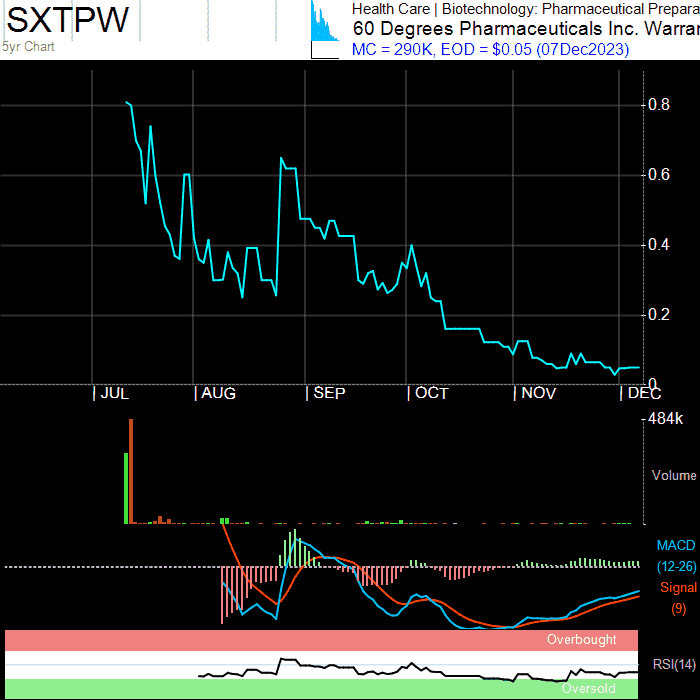 SXTPW
5yr Chart
Health Care | Biotechnology: Pharmaceutical Prepara
60 Degrees Pharmaceuticals Inc. Warrar
MC = 290K, EOD = $0.05 (07Dec2023)
0.8
0.6
0.4
0.2
0
| JUL | AUG | SEP | OCT | NOV | DEC
484k
Volume
MACD
(12-26)
Signal
(9)
Overbought
RSI(14)
Oversold